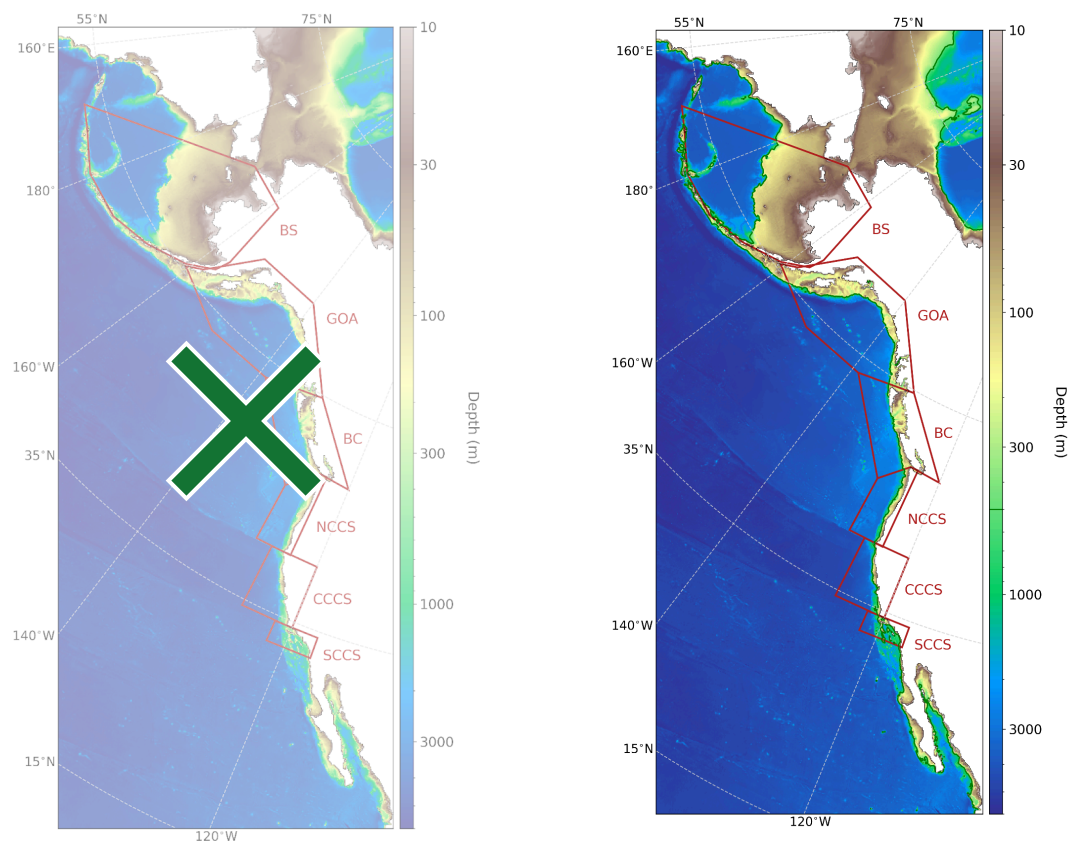 55°N 75°N
160°E
180°
160°W
35°N
140°W
15°N
120°W
BS
GOA
BC
NCCS
CCCS
SCCS
10
30
100
300
1000
3000
Depth (m)
55°N 75°N
160°E
180°
160°W
35°N
140°W
15°N
120°W
BS
GOA
BC
NCCS
CCCS
SCCS
10
30
100
300
1000
3000
Depth (m)